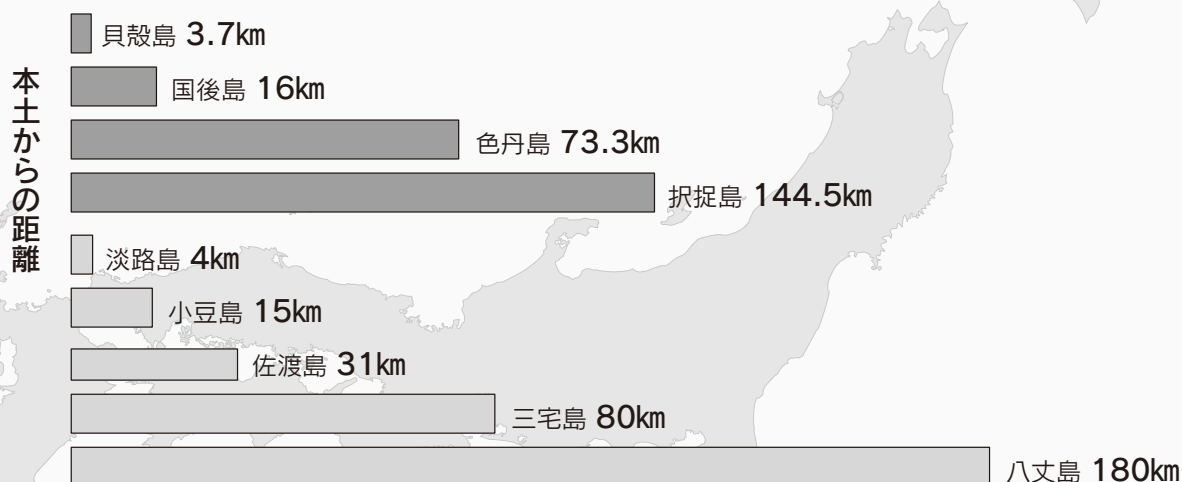 本土からの距離
貝殻島 3.7km
国後島 16km
色丹島 73.3km
択捉島 144.5km
淡路島 4km
小豆島 15km
佐渡島 31km
三宅島 80km
八丈島 180km